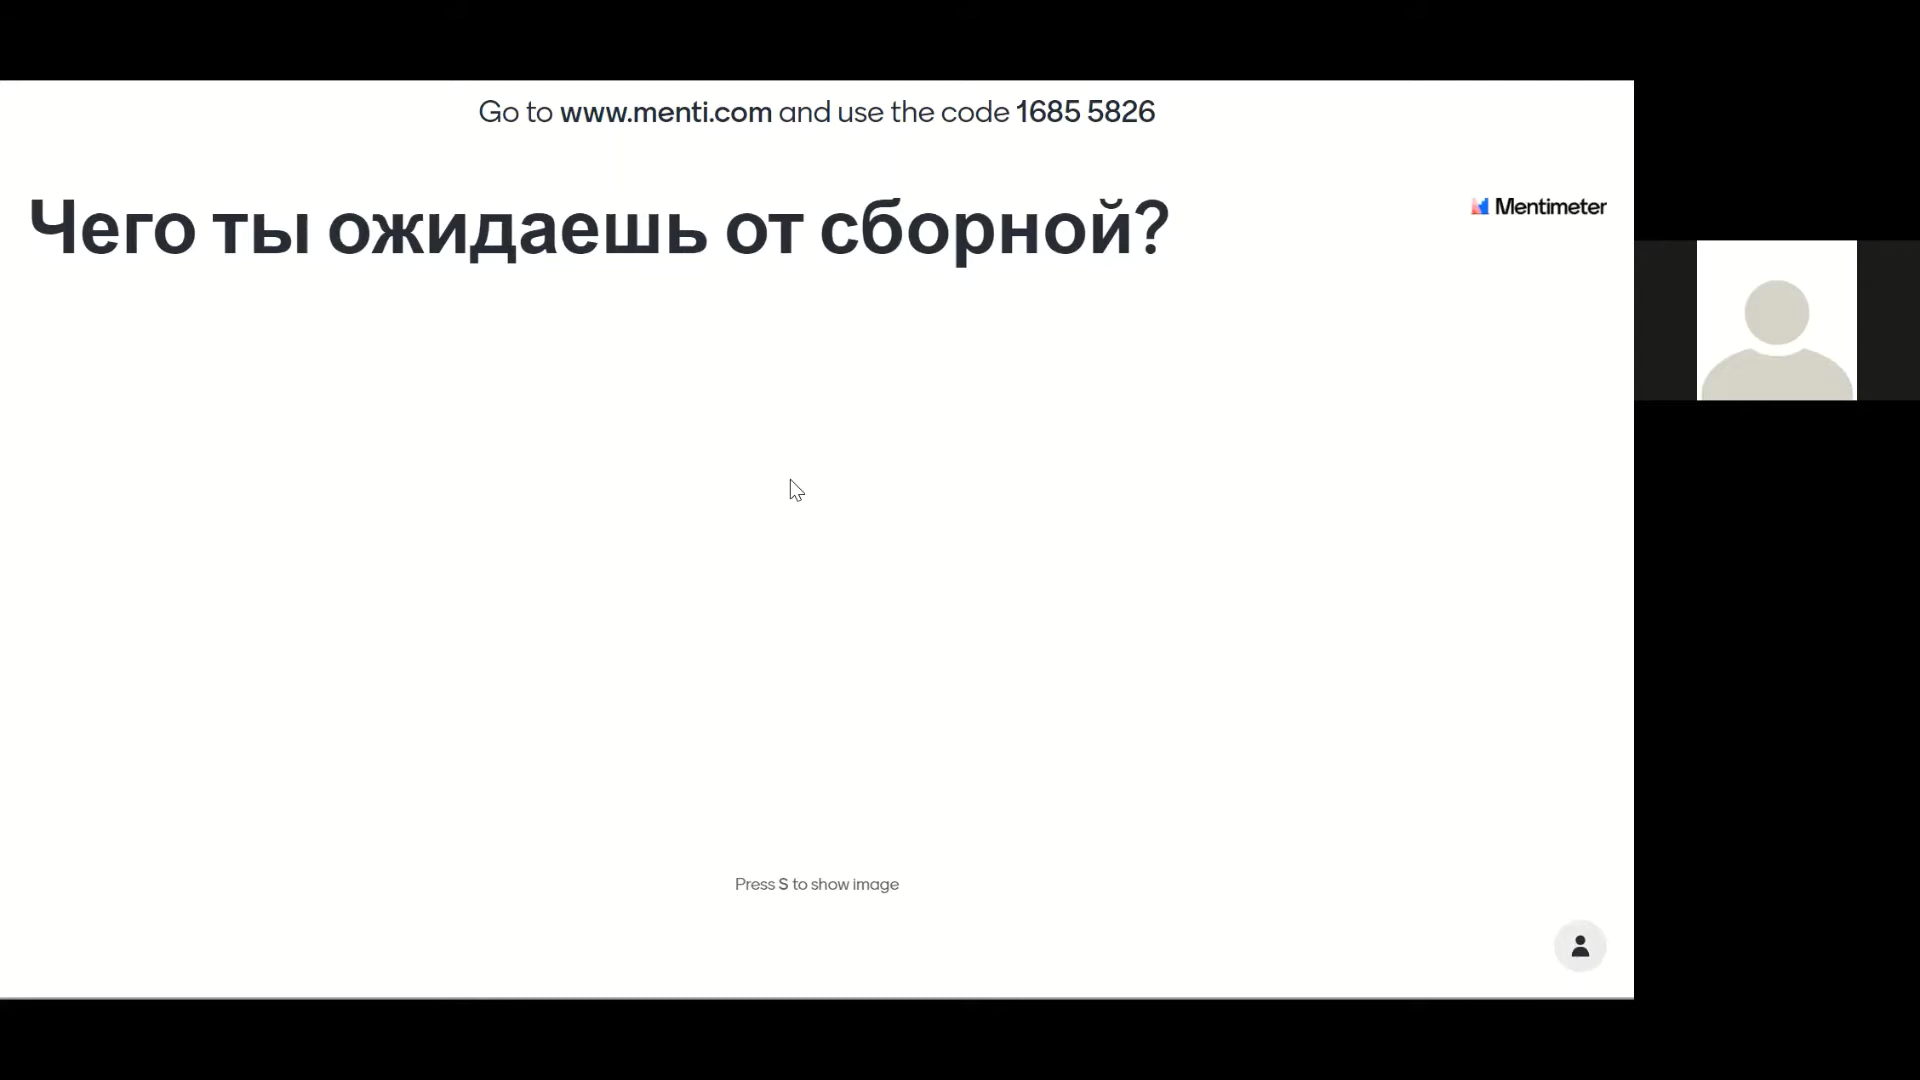 Go to www.menti.com and use the code 1685 5826
Чего ты ожидаешь от сборной?
Mentimeter
Press S to show image